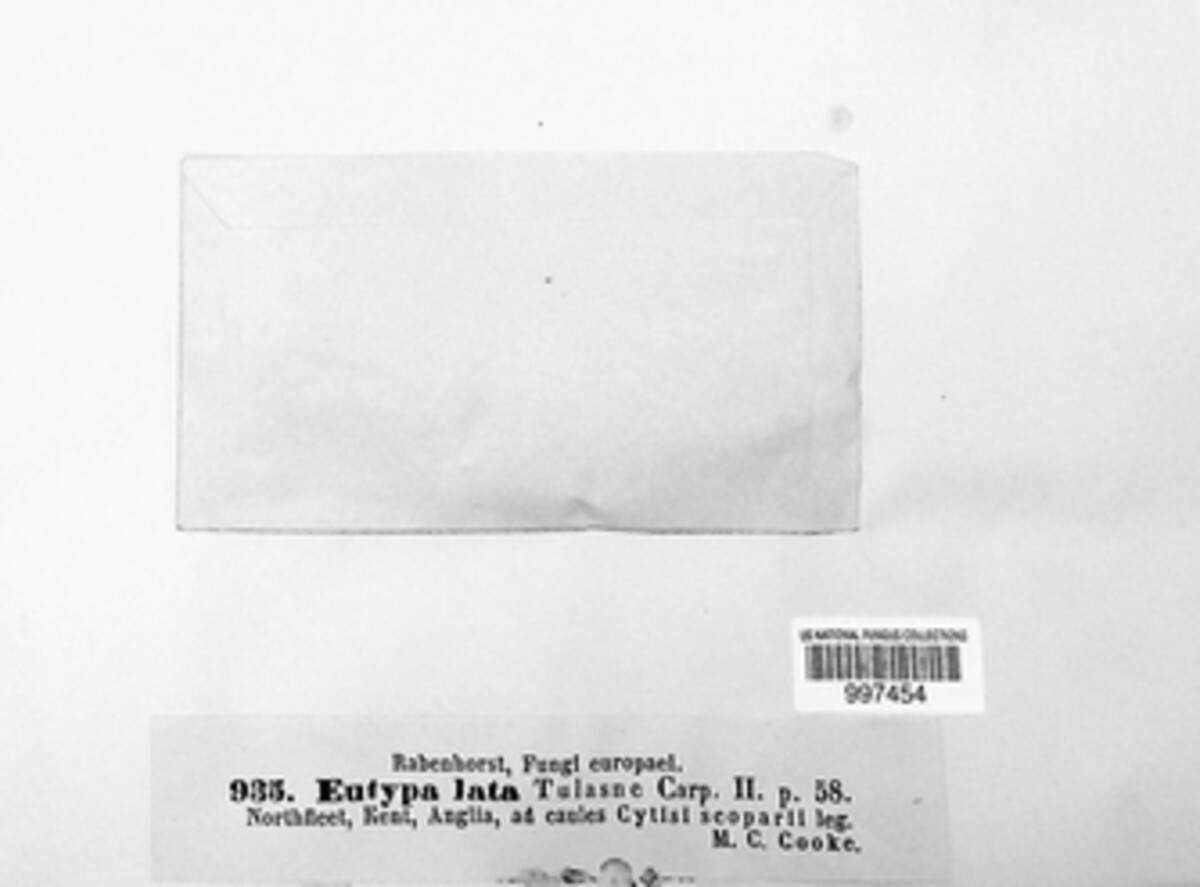 US NATIONAL FUNGUS COLLECTIONS
997454
Rabenhorst, Fungi europaei.
935. Eutypa lata Tulasne Carp. II. p. 58.
Northfleet, Kent, Anglia, ad caules Cytisi scoparii leg.
M. C. Cooke.